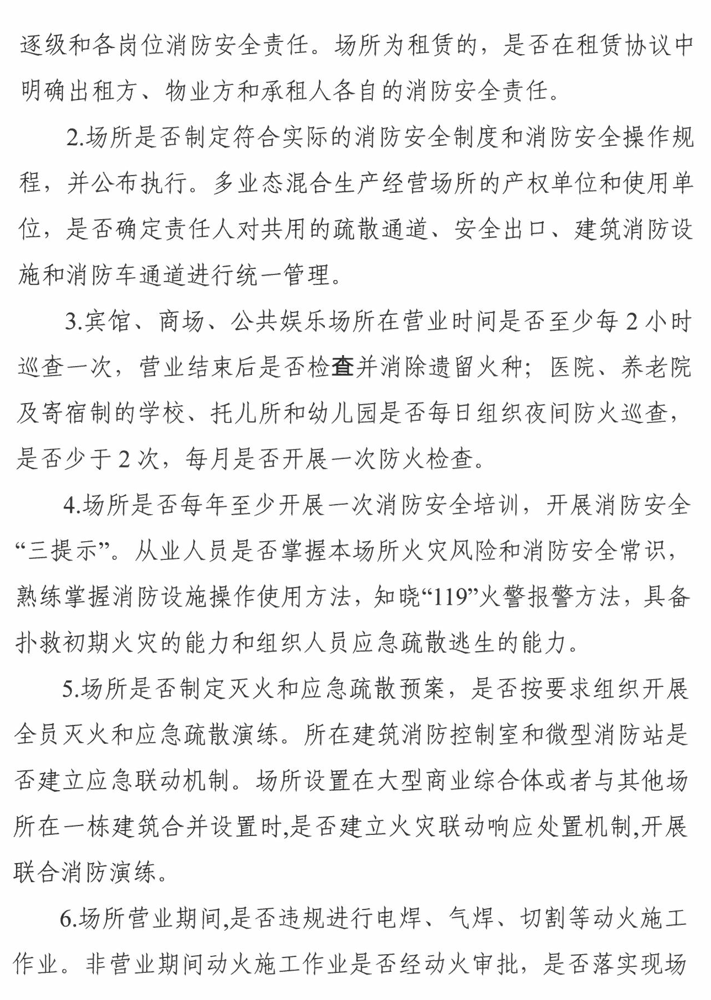 逐级和各岗位消防安全责任。场所为租赁的，是否在租赁协议中
明确出租方、物业方和承租人各自的消防安全责任。
2.场所是否制定符合实际的消防安全制度和消防安全操作规
程，并公布执行。多业态混合生产经营场所的产权单位和使用单
位，是否确定责任人对共用的疏散通道、安全出口、建筑消防设
施和消防车通道进行统一管理。
3.宾馆、商场、公共娱乐场所在营业时间是否至少每 2 小时
巡查一次，营业结束后是否检查并消除遗留火种；医院、养老院
及寄宿制的学校、托儿所和幼儿园是否每日组织夜间防火巡查，
是否少于 2 次，每月是否开展一次防火检查。
4.场所是否每年至少开展一次消防安全培训，开展消防安全
“三提示”。从业人员是否掌握本场所火灾风险和消防安全常识，
熟练掌握消防设施操作使用方法，知晓“119”火警报警方法，具备
扑救初期火灾的能力和组织人员应急疏散逃生的能力。
5.场所是否制定灭火和应急疏散预案，是否按要求组织开展
全员灭火和应急疏散演练。所在建筑消防控制室和微型消防站是
否建立应急联动机制。场所设置在大型商业综合体或者与其他场
所在一栋建筑合并设置时,是否建立火灾联动响应处置机制,开展
联合消防演练。
6.场所营业期间,是否违规进行电焊、气焊、切割等动火施工
作业。非营业期间动火施工作业是否经动火审批，是否落实现场